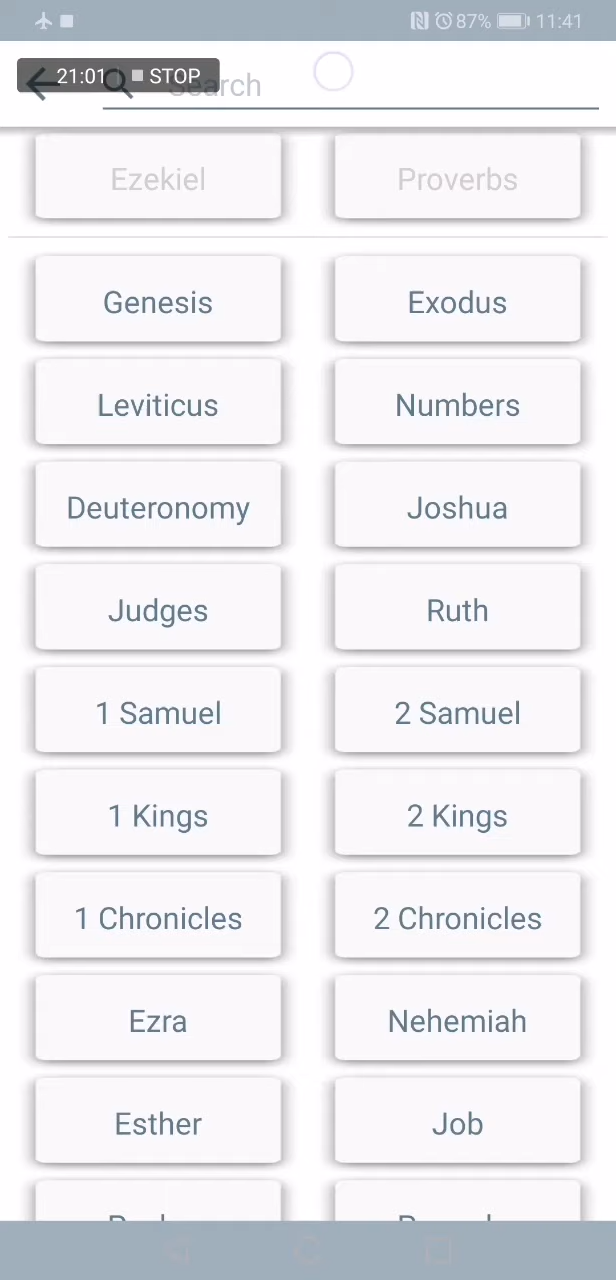 87% 11:41
21:01 STOP Search
Ezekiel Proverbs
Genesis Exodus
Leviticus Numbers
Deuteronomy Joshua
Judges Ruth
1 Samuel 2 Samuel
1 Kings 2 Kings
1 Chronicles 2 Chronicles
Ezra Nehemiah
Esther Job